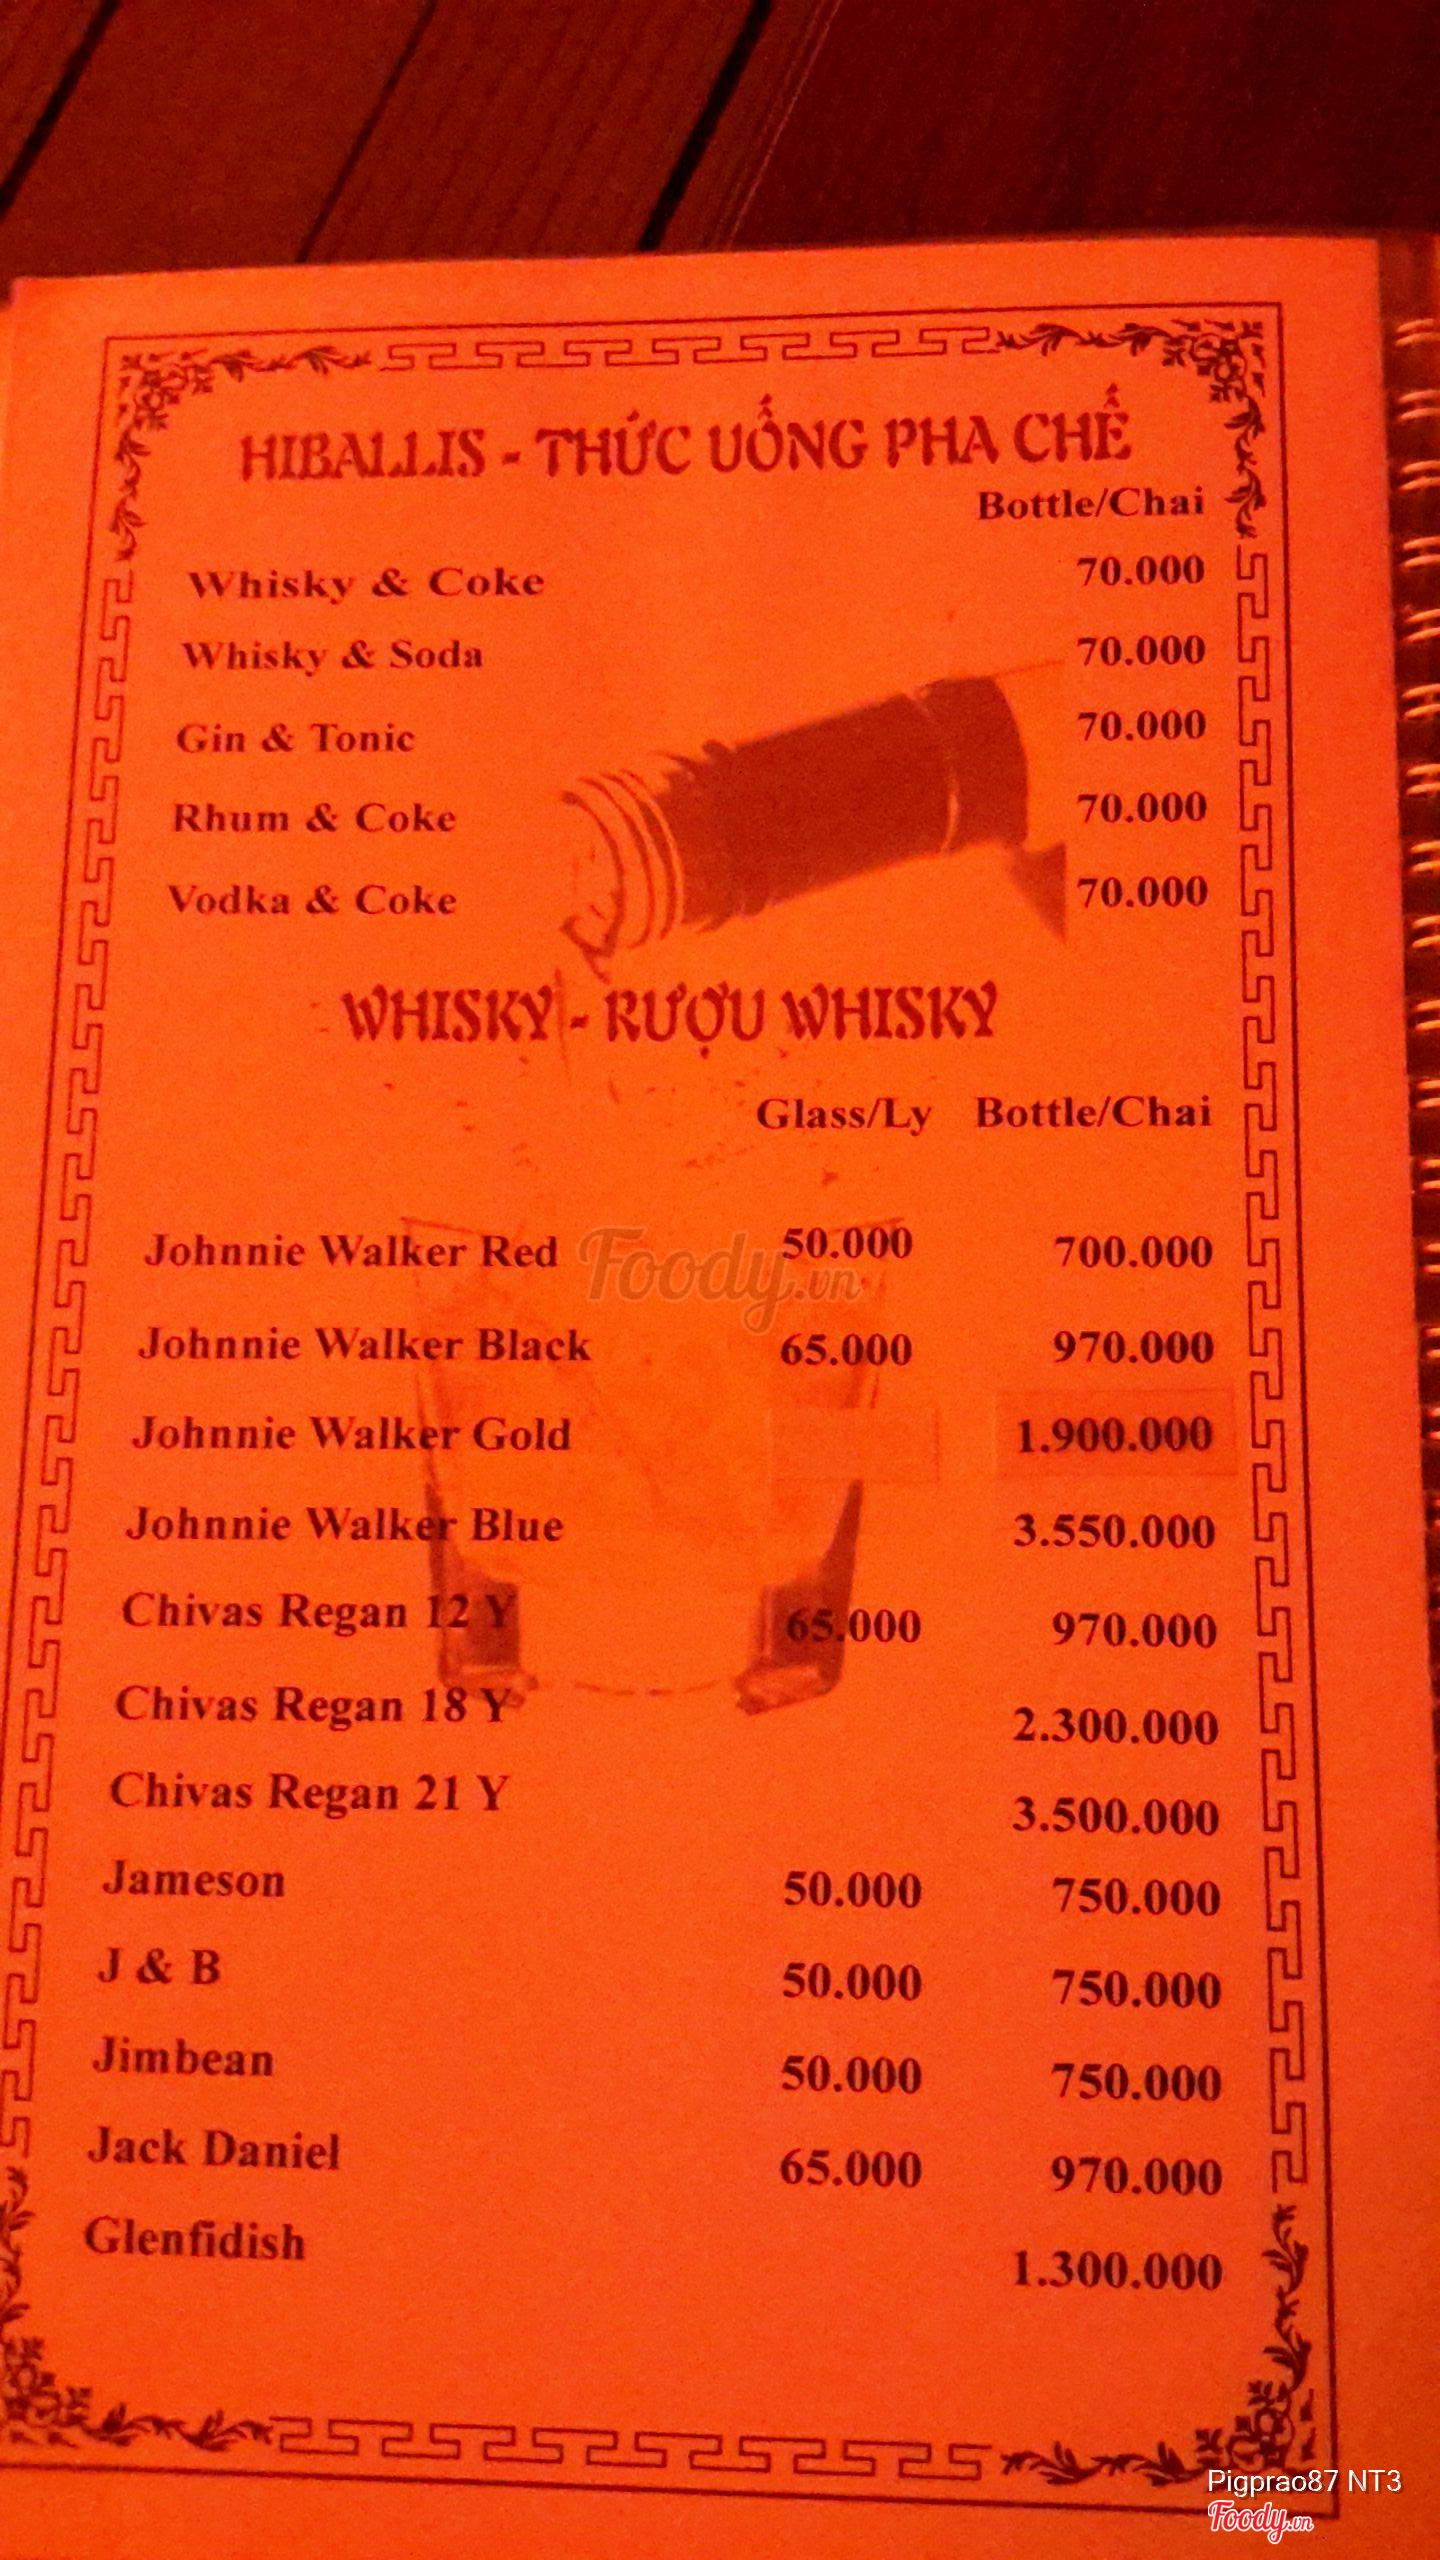 HIBALLIS - THỨC UỐNG PHA CHẾ
Bottle/Chai
Whisky & Coke 70.000
Whisky & Soda 70.000
Gin & Tonic 70.000
Rhum & Coke 70.000
Vodka & Coke 70.000
WHISKY - RƯỢU WHISKY
Glass/Ly Bottle/Chai
Johnnie Walker Red 50.000 700.000
Foody.vn
Johnnie Walker Black 65.000 970.000
Johnnie Walker Gold 1.900.000
Johnnie Walker Blue 3.550.000
Chivas Regan 12 Y 65.000 970.000
Chivas Regan 18 Y 2.300.000
Chivas Regan 21 Y 3.500.000
Jameson 50.000 750.000
J & B 50.000 750.000
Jimbean 50.000 750.000
Jack Daniel 65.000 970.000
Glenfidish 1.300.000
Pigprao87 NT3
Foody.vn